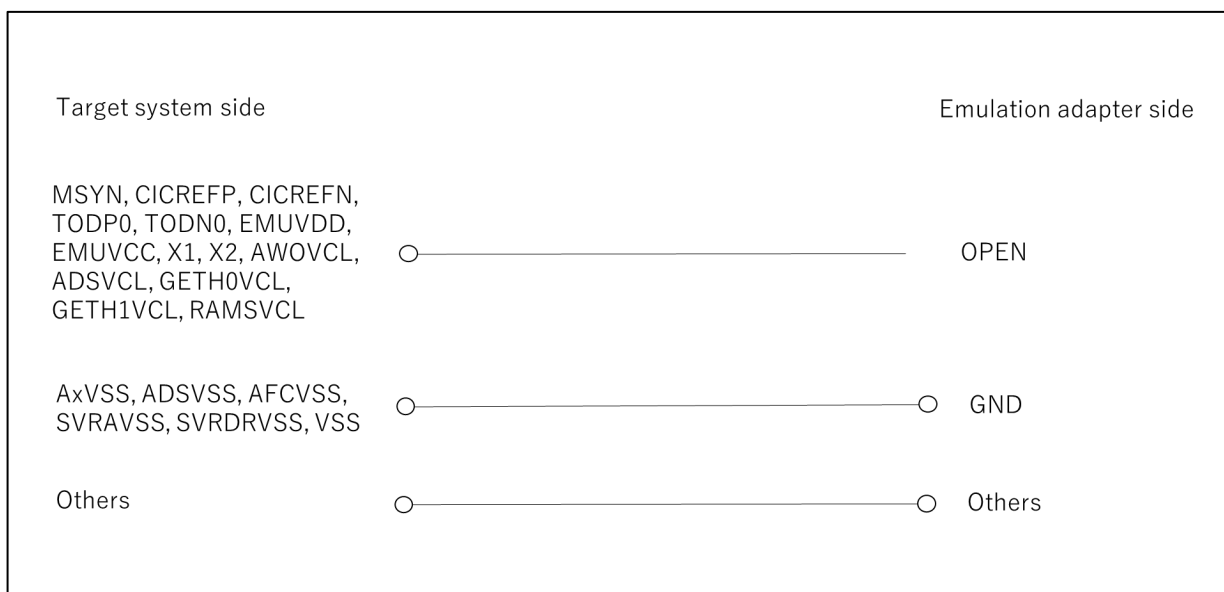 Target system side
Emulation adapter side
MSYN, CICREFP, CICREFN,
TODP0, TODN0, EMUVDD,
EMUVCC, X1, X2, AWOVCL,
ADSVCL, GETH0VCL,
GETH1VCL, RAMSVCL
OPEN
AxVSS, ADSVSS, AFCVSS,
SVRAVSS, SVRDRVSS, VSS
GND
Others
Others